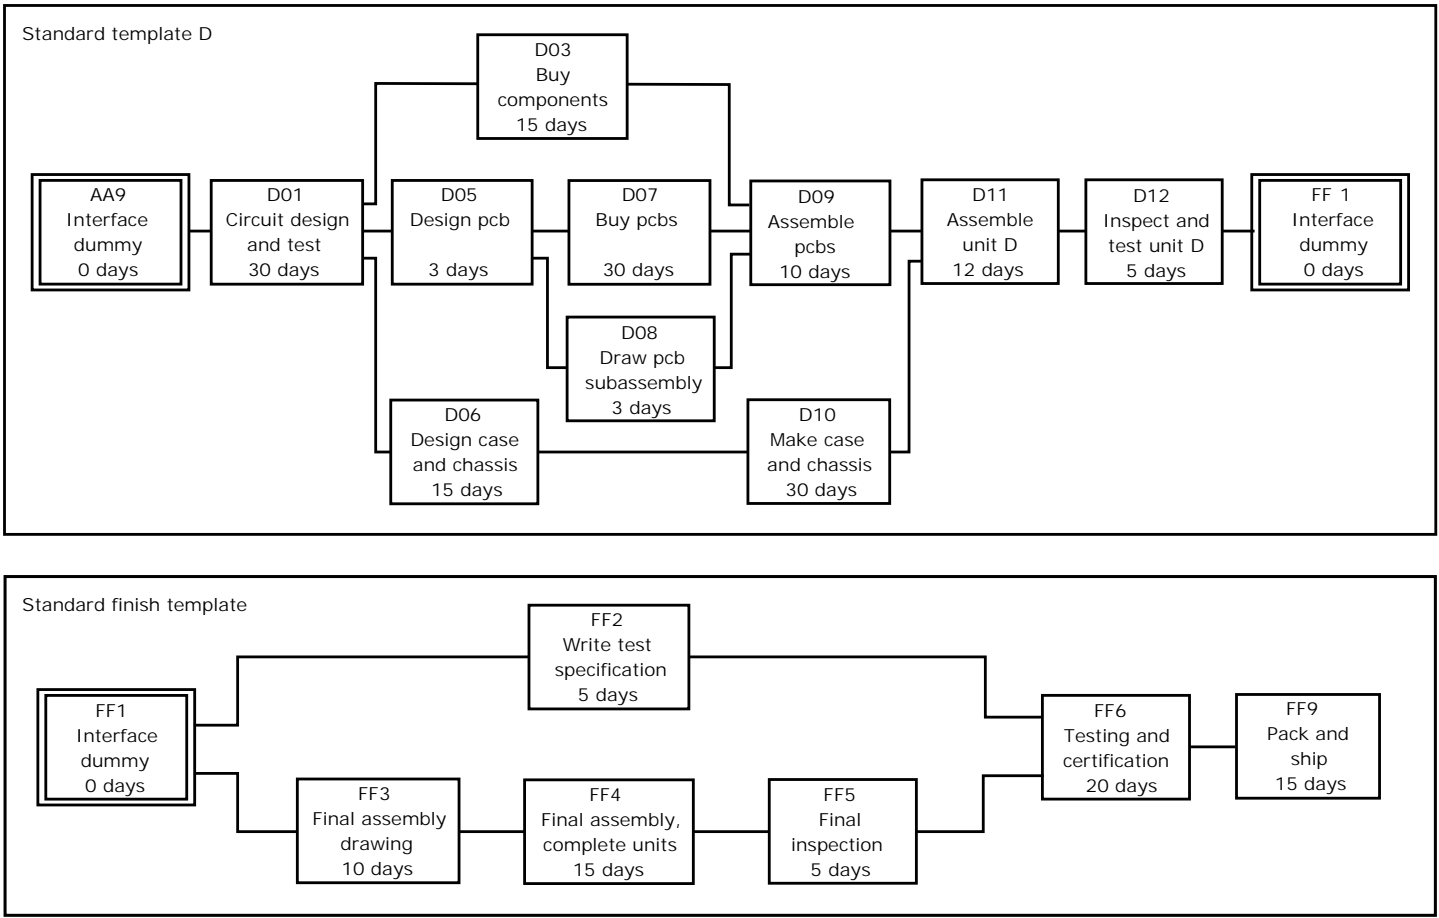 Standard template D
D03
Buy
components
15 days
AA9
Interface
dummy
0 days
D01
Circuit design
and test
30 days
D05
Design pcb
3 days
D07
Buy pcbs
30 days
D09
Assemble
pcbs
10 days
D11
Assemble
unit D
12 days
D12
Inspect and
test unit D
5 days
FF 1
Interface
dummy
0 days
D08
Draw pcb
subassembly
3 days
D06
Design case
and chassis
15 days
D10
Make case
and chassis
30 days
Standard finish template
FF2
Write test
specification
5 days
FF1
Interface
dummy
0 days
FF3
Final assembly
drawing
10 days
FF4
Final assembly,
complete units
15 days
FF5
Final
inspection
5 days
FF6
Testing and
certification
20 days
FF9
Pack and
ship
15 days